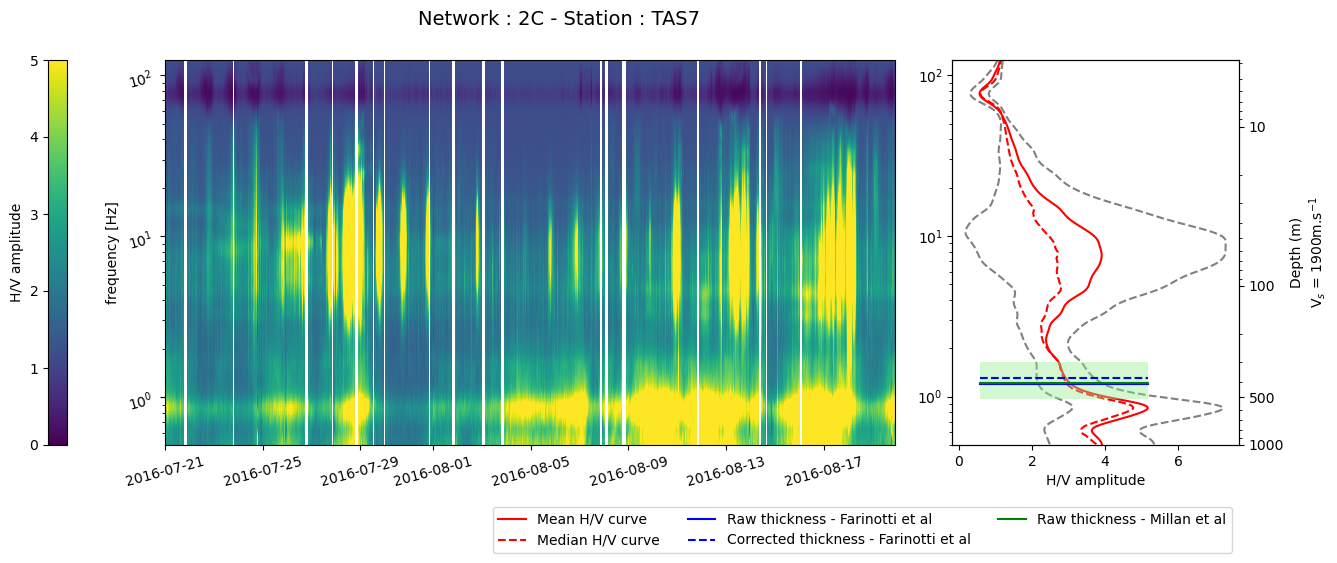 Network : 2C - Station : TAS7
5
4
3
2
1
0
H/V amplitude
10²
10¹
10⁰
frequency [Hz]
2016-07-21
2016-07-25
2016-07-29
2016-08-01
2016-08-05
2016-08-09
2016-08-13
2016-08-17
10²
10¹
10⁰
0
2
4
6
H/V amplitude
10
100
500
1000
Depth (m)
Vₛ = 1900m.s⁻¹
Mean H/V curve
Median H/V curve
Raw thickness - Farinotti et al
Corrected thickness - Farinotti et al
Raw thickness - Millan et al